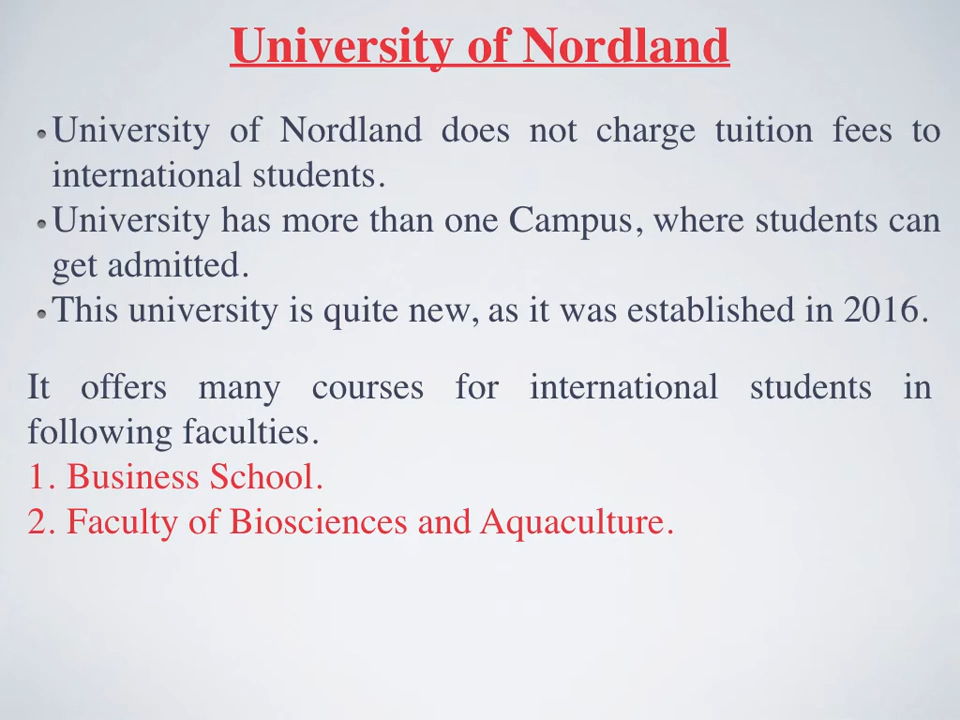 University of Nordland
•University of Nordland does not charge tuition fees to
international students.
•University has more than one Campus, where students can
get admitted.
•This university is quite new, as it was established in 2016.
It offers many courses for international students in
following faculties.
1. Business School.
2. Faculty of Biosciences and Aquaculture.